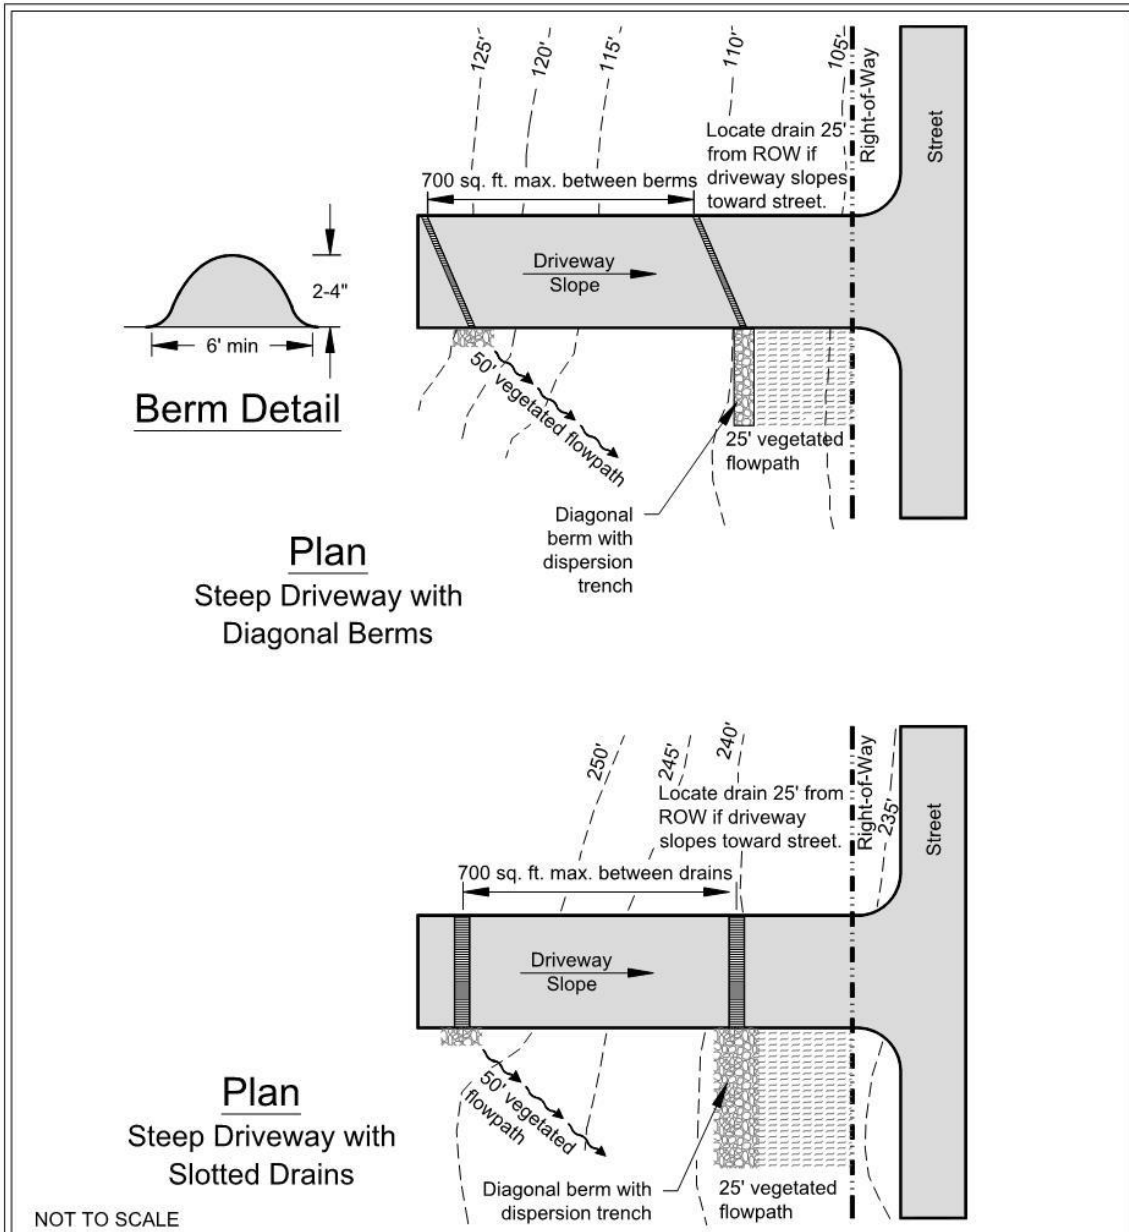 125'
120'
115'
110'
105'
Right-of-Way
Street
Locate drain 25'
from ROW if
driveway slopes
toward street.
700 sq. ft. max. between berms
Driveway
Slope
2-4"
6' min
Berm Detail
50' vegetated flowpath
25' vegetated
flowpath
Diagonal
berm with
dispersion
trench
Plan
Steep Driveway with
Diagonal Berms
250'
245'
240'
Right-of-Way
235'
Street
Locate drain 25' from
ROW if driveway
slopes toward street.
700 sq. ft. max. between drains
Driveway
Slope
50' vegetated
flowpath
Plan
Steep Driveway with
Slotted Drains
Diagonal berm with
dispersion trench
25' vegetated
flowpath
NOT TO SCALE